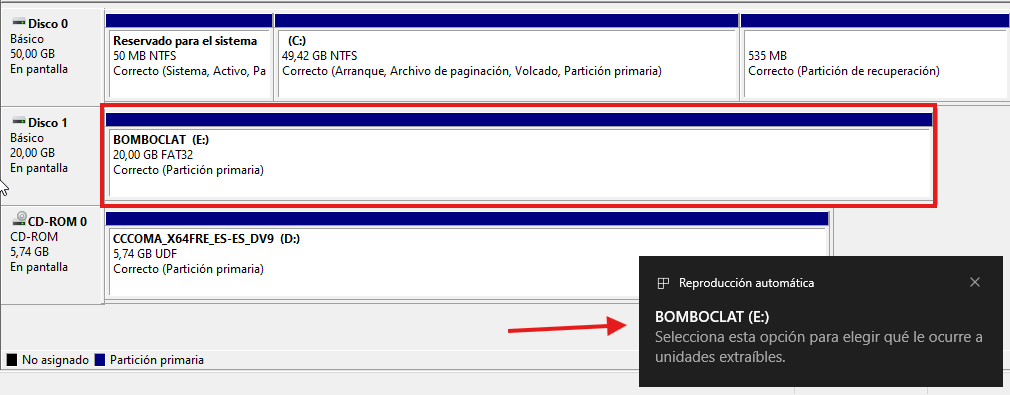 Disco 0
Básico
50,00 GB
En pantalla
Reservado para el sistema
50 MB NTFS
Correcto (Sistema, Activo, Pa
(C:)
49,42 GB NTFS
Correcto (Arranque, Archivo de paginación, Volcado, Partición primaria)
535 MB
Correcto (Partición de recuperación)
Disco 1
Básico
20,00 GB
En pantalla
BOMBOCLAT (E:)
20,00 GB FAT32
Correcto (Partición primaria)
CD-ROM 0
CD-ROM
5,74 GB
En pantalla
CCCOMA_X64FRE_ES-ES_DV9 (D:)
5,74 GB UDF
Correcto (Partición primaria)
Reproducción automática
BOMBOCLAT (E:)
Selecciona esta opción para elegir qué le ocurre a
unidades extraíbles.
No asignado
Partición primaria